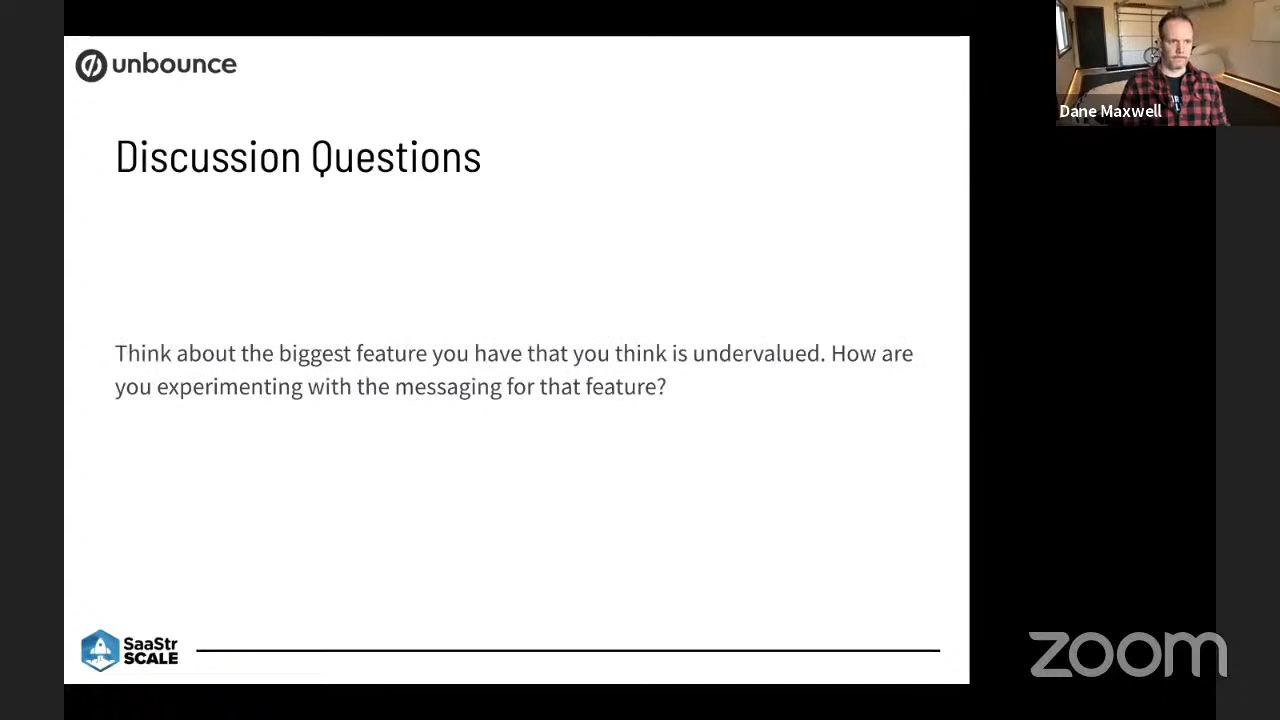 unbounce
Dane Maxwell
Discussion Questions
Think about the biggest feature you have that you think is undervalued. How are
you experimenting with the messaging for that feature?
SaaStr
SCALE
zoom